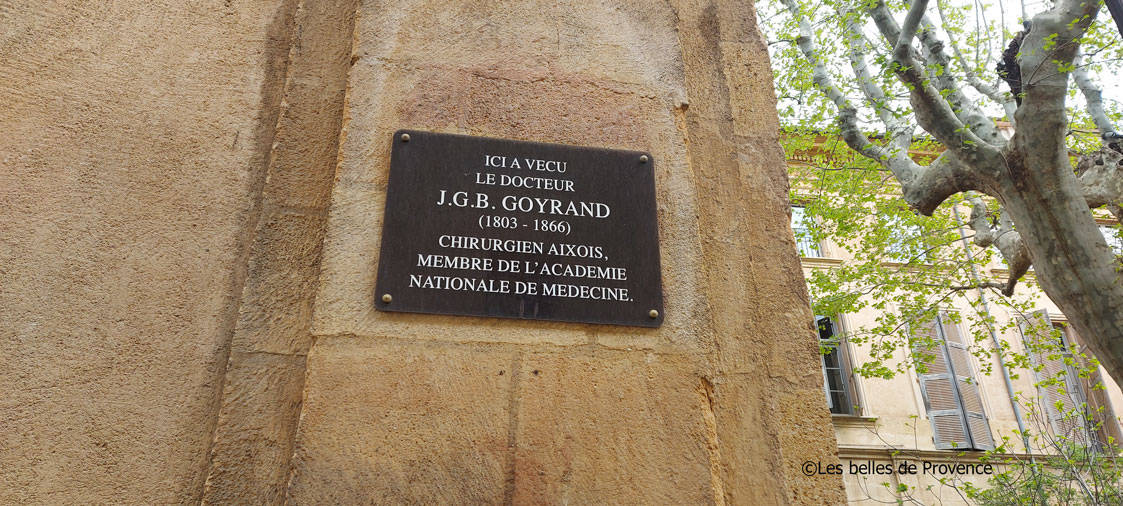 ICI A VECU
LE DOCTEUR
J.G.B. GOYRAND
(1803 - 1866)
CHIRURGIEN AIXOIS,
MEMBRE DE L'ACADEMIE
NATIONALE DE MEDECINE.
©Les belles de Provence